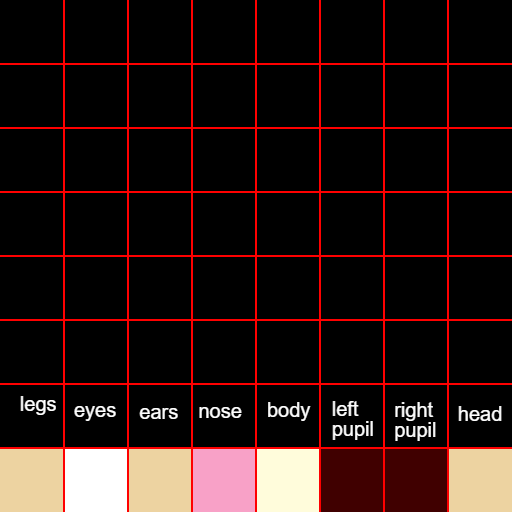 legs
eyes
ears
nose
body
left
pupil
right
pupil
head